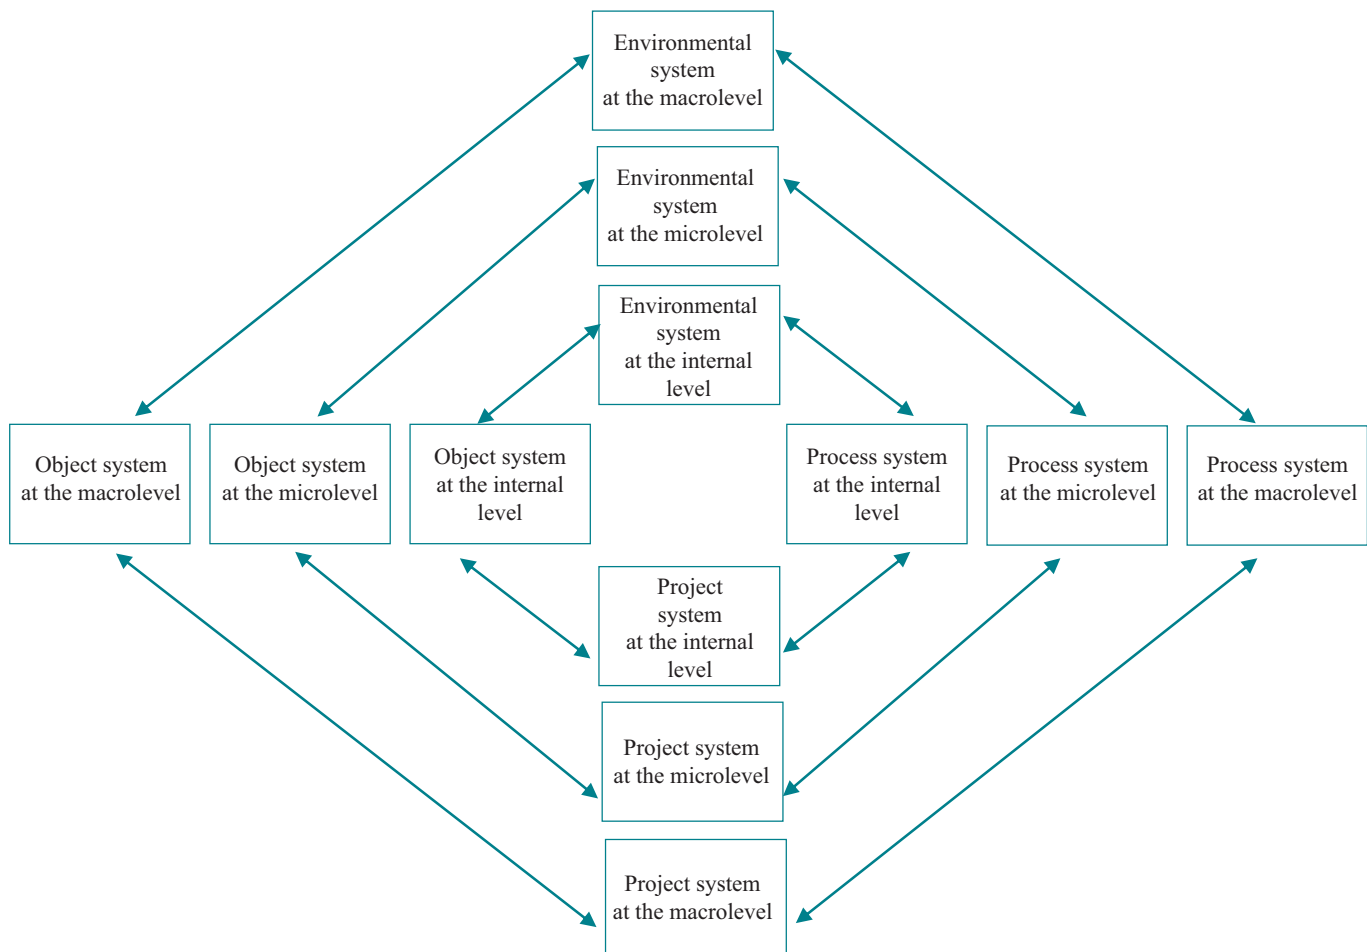 Environmental
system
at the macrolevel
Environmental
system
at the microlevel
Environmental
system
at the internal
level
Object system
at the macrolevel
Object system
at the microlevel
Object system
at the internal
level
Process system
at the internal
level
Process system
at the microlevel
Process system
at the macrolevel
Project
system
at the internal
level
Project system
at the microlevel
Project system
at the macrolevel